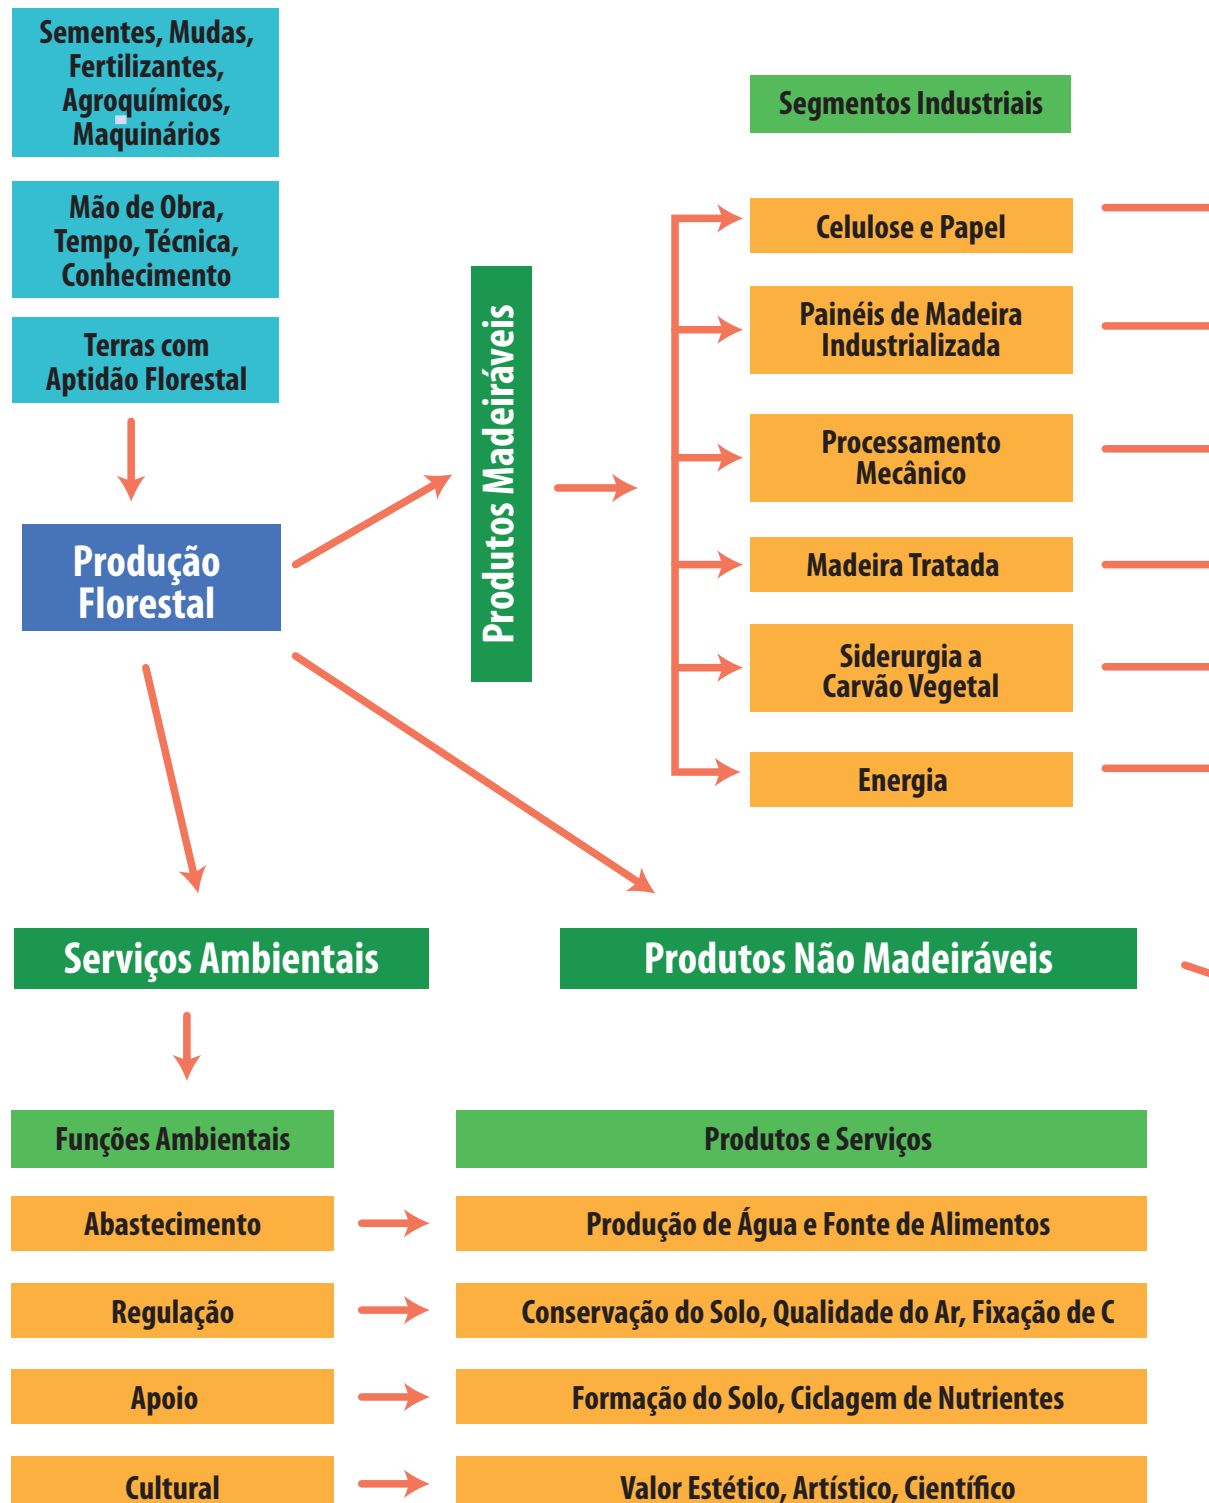 Sementes, Mudas,
Fertilizantes,
Agroquímicos,
Maquinários
Mão de Obra,
Tempo, Técnica,
Conhecimento
Terras com
Aptidão Florestal
Produção
Florestal
Produtos Madeiráveis
Segmentos Industriais
Celulose e Papel
Painéis de Madeira
Industrializada
Processamento
Mecânico
Madeira Tratada
Siderurgia a
Carvão Vegetal
Energia
Serviços Ambientais
Produtos Não Madeiráveis
Funções Ambientais
Produtos e Serviços
Abastecimento
Produção de Água e Fonte de Alimentos
Regulação
Conservação do Solo, Qualidade do Ar, Fixação de C
Apoio
Formação do Solo, Ciclagem de Nutrientes
Cultural
Valor Estético, Artístico, Científico